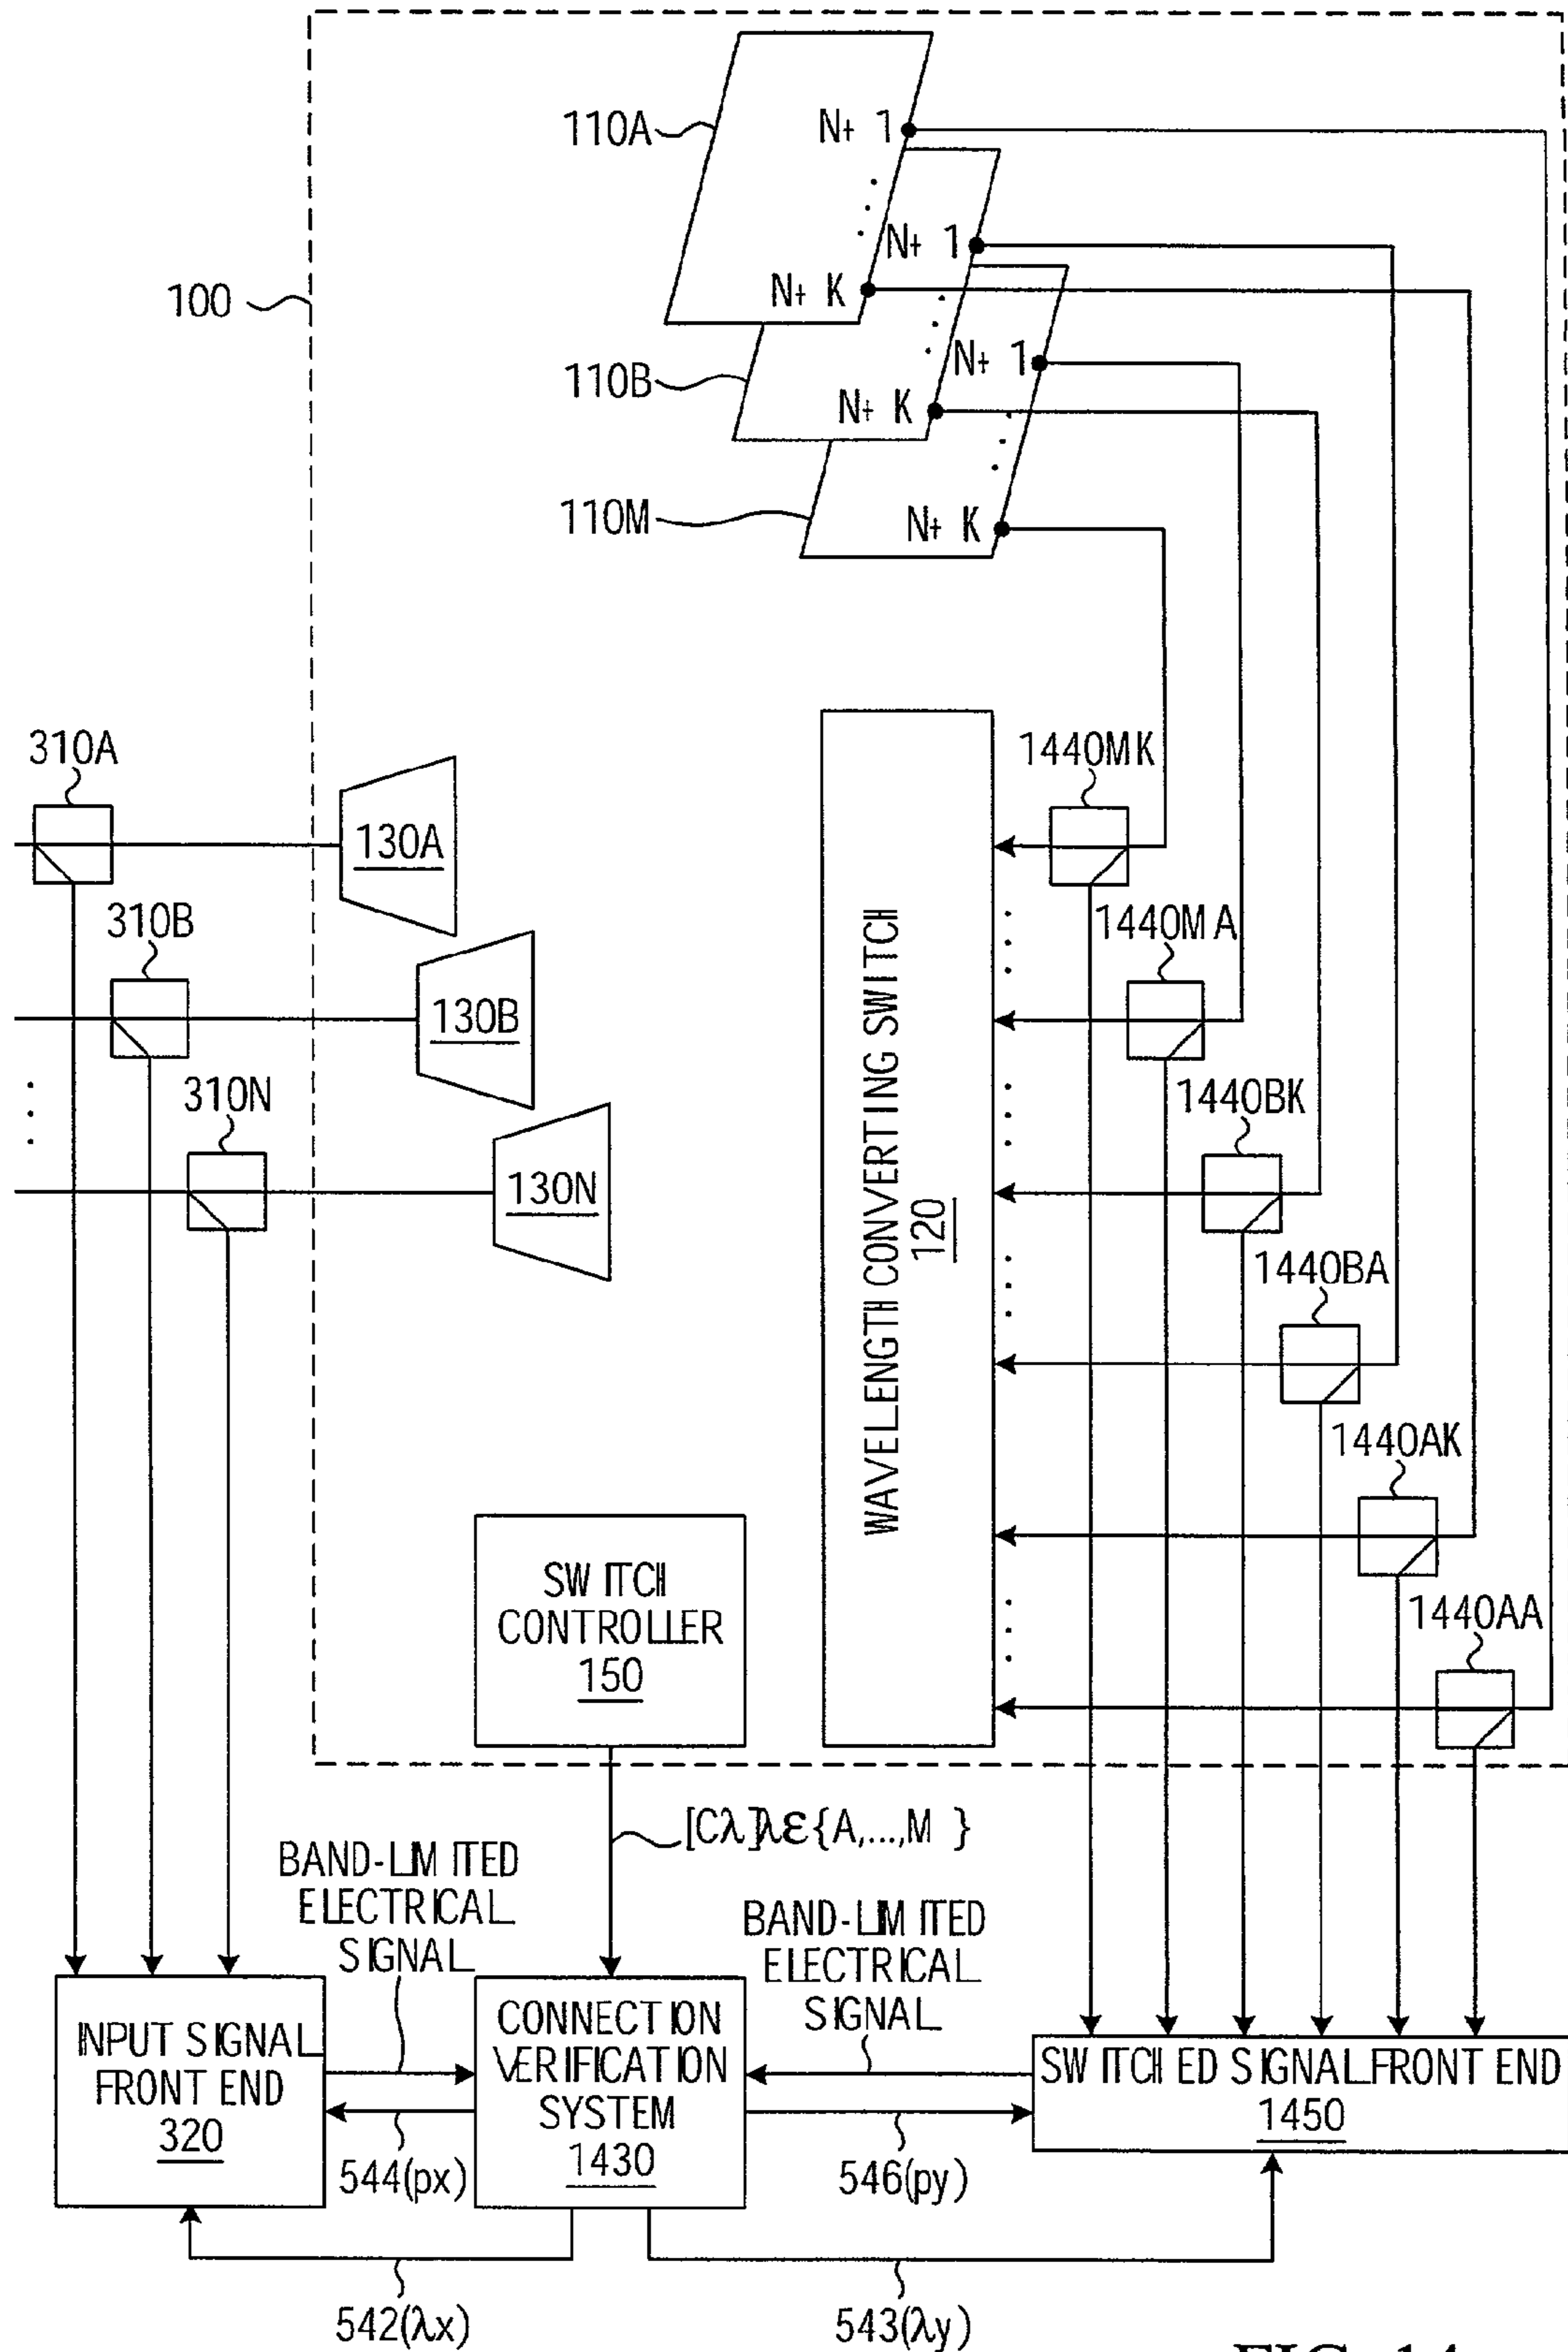 110A
N+ 1
N+ 1
100
N+ K
N+ 1
110B
N+ K
110M
N+ K
310A
1440MK
130A
310B
1440MA
130B
310N
1440BK
130N
WAVELENGTH CONVERTING SWITCH
120
1440BA
1440AK
SWITCH
CONTROLLER
150
1440AA
[Cλ]λε{A,...,M }
BAND-LIMITED
ELECTRICAL
SIGNAL
BAND-LIMITED
ELECTRICAL
SIGNAL
INPUT SIGNAL
FRONT END
320
CONNECTION
VERIFICATION
SYSTEM
1430
SWITCHED SIGNAL FRONT END
1450
544(px)
546(py)
542(λx)
543(λy)